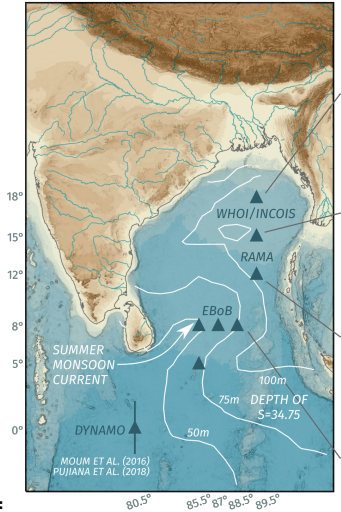 18°
WHOI/INCOIS
15°
RAMA
12°
EBoB
8°
SUMMER
MONSOON
CURRENT
5°
100m
75m
DEPTH OF
S=34.75
50m
0°
DYNAMO
MOUM ET AL. (2016)
PUJIANA ET AL. (2018)
80.5° 85.5° 87° 88.5° 89.5°